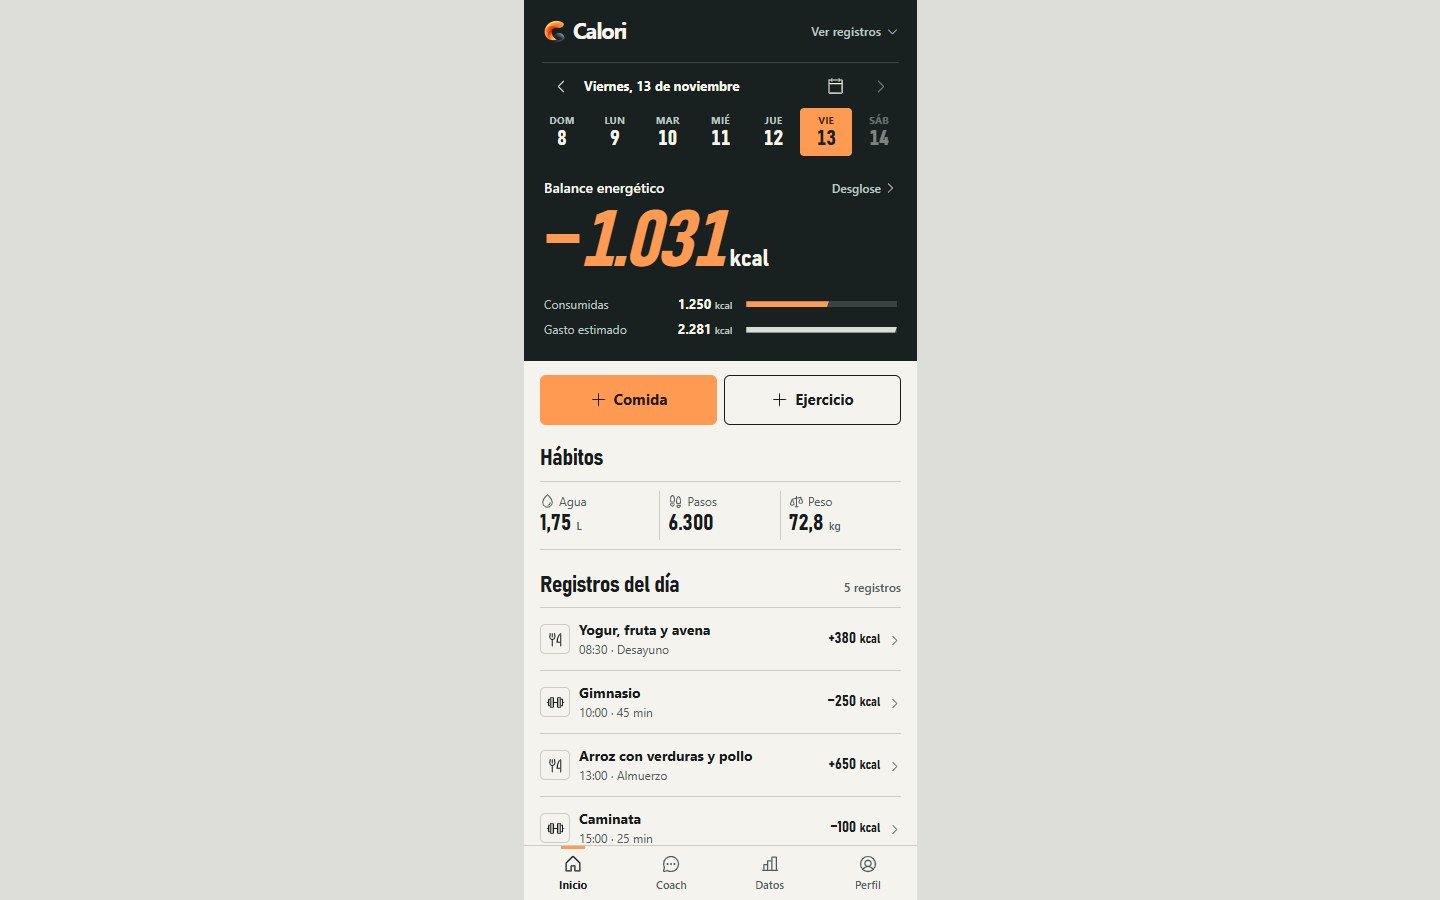 Calori
Ver registros
Viernes, 13 de noviembre
DOM LUN MAR MIÉ JUE VIE SÁB
8 9 10 11 12 13 14
Balance energético
Desglose
−1.031 kcal
Consumidas 1.250 kcal
Gasto estimado 2.281 kcal
+ Comida
+ Ejercicio
Hábitos
Agua
1,75 L
Pasos
6.300
Peso
72,8 kg
Registros del día
5 registros
Yogur, fruta y avena
08:30 · Desayuno
+380 kcal
Gimnasio
10:00 · 45 min
−250 kcal
Arroz con verduras y pollo
13:00 · Almuerzo
+650 kcal
Caminata
15:00 · 25 min
−100 kcal
Inicio
Coach
Datos
Perfil